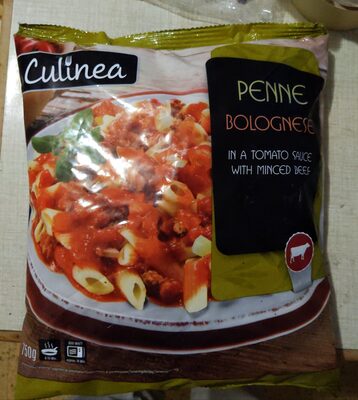 Culinea
PENNE
BOLOGNESE
IN A TOMATO SAUCE
WITH MINCED BEEF
750g